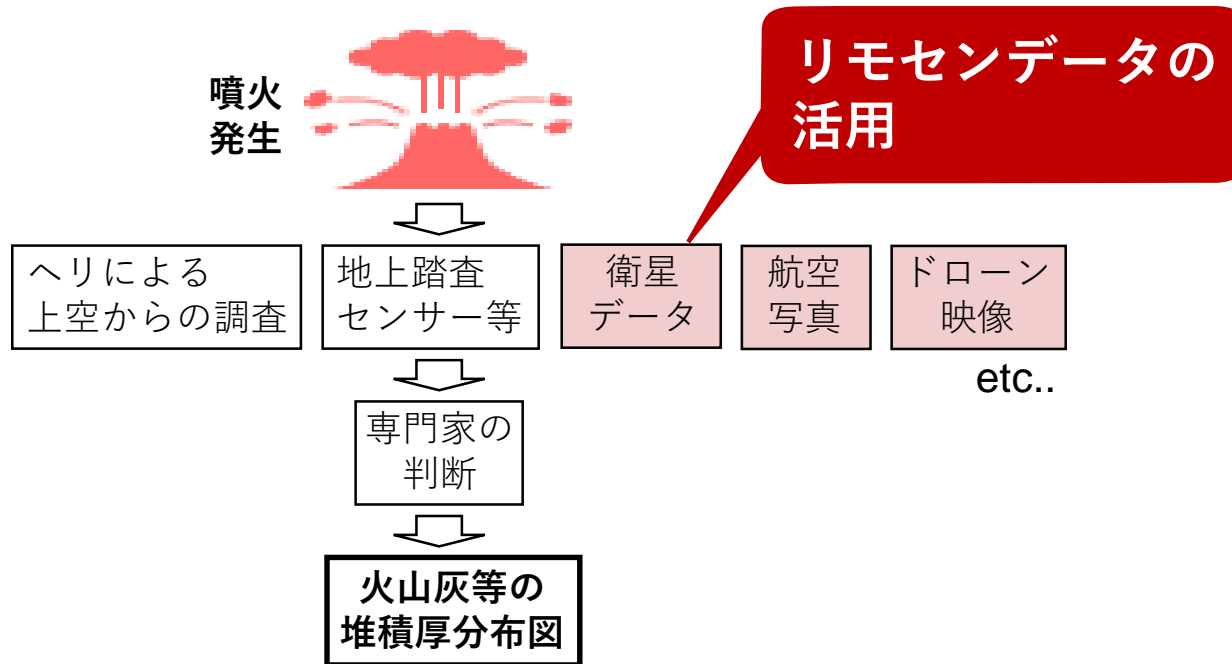 噴火
発生
リモセンデータの
活用
ヘリによる
上空からの調査
地上踏査
センサー等
衛星
データ
航空
写真
ドローン
映像
etc..
専門家の
判断
火山灰等の
堆積厚分布図